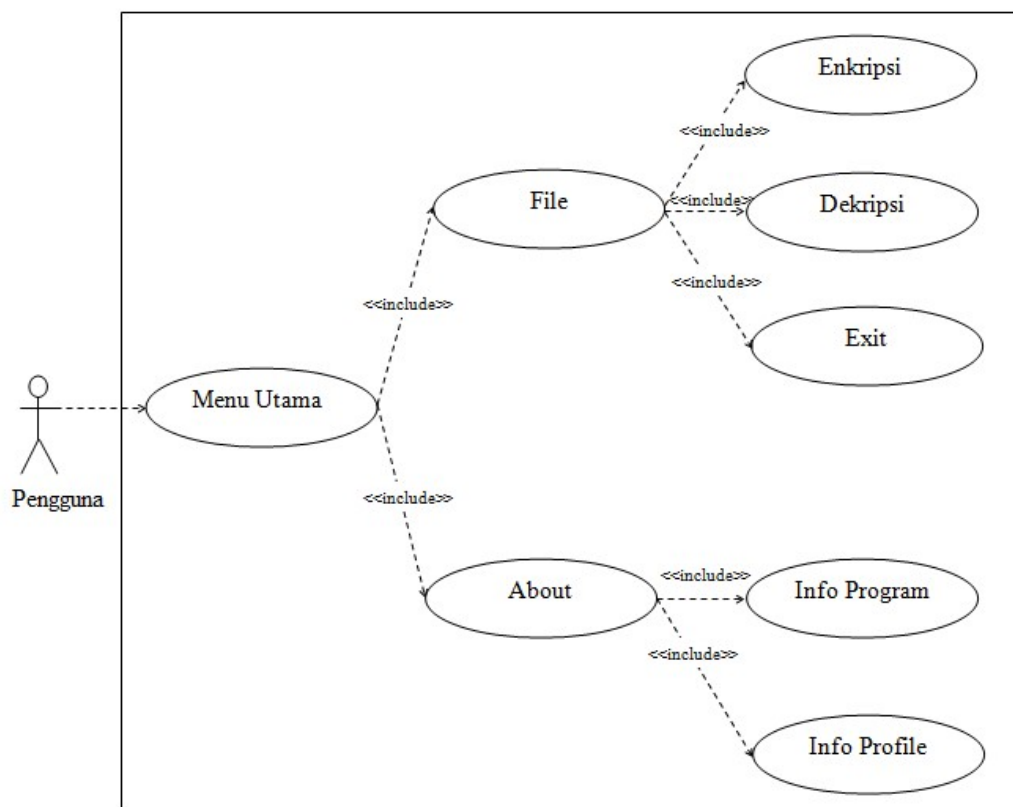 Enkripsi
<<include>>
File
<<include>>
Dekripsi
<<include>>
<<include>>
Exit
Menu Utama
Pengguna
<<include>>
About
<<include>>
Info Program
<<include>>
Info Profile